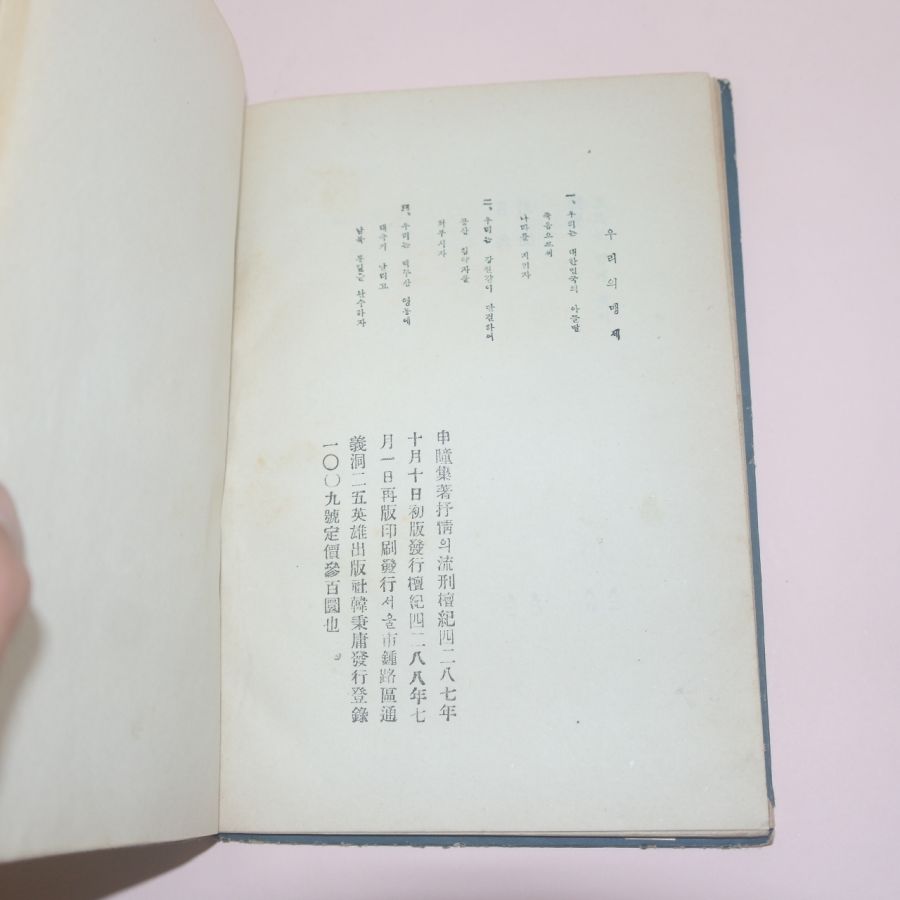 우리의 맹세
一, 우리는 대한민국의 아들딸
죽음으로써
나라를 지키자
二, 우리는 강철같이 단결하여
공산 침략자를
처부시자
三, 우리는 백두산 영봉에
태극기 날리고
남북 통일을 완수하자
申瞳集著抒情의流刑檀紀四二八七年
十月十日初版發行檀紀四二八八年七
月一日再版印刷發行서울市鍾路區通
義洞二五英雄出版社韓秉庸發行登錄
一〇〇九號定價參百圜也